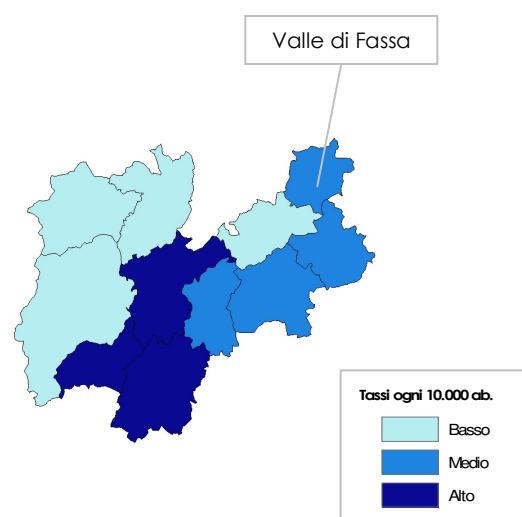 Valle di Fassa
Tassi ogni 10.000 ab.
Basso
Medio
Alto